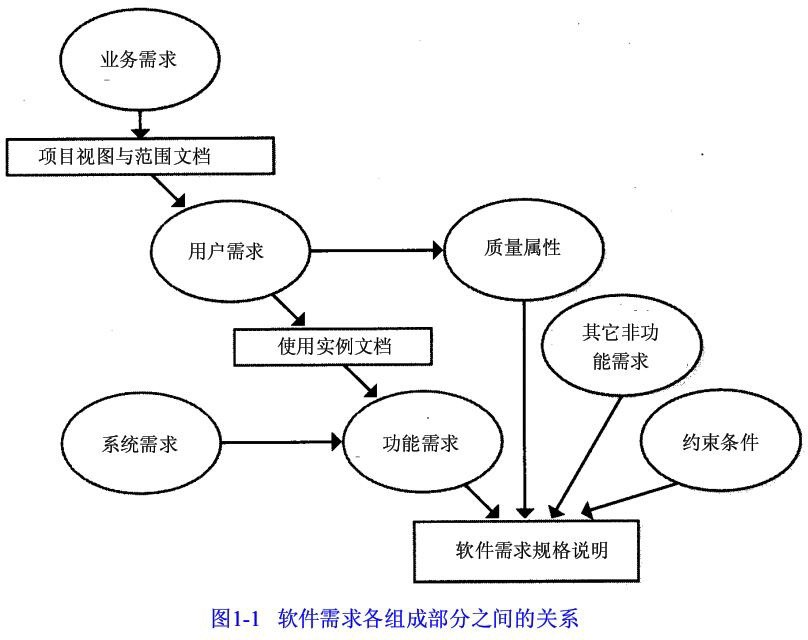 业务需求
项目视图与范围文档
用户需求
质量属性
使用实例文档
其它非功
能需求
系统需求
功能需求
约束条件
软件需求规格说明
图1-1 软件需求各组成部分之间的关系